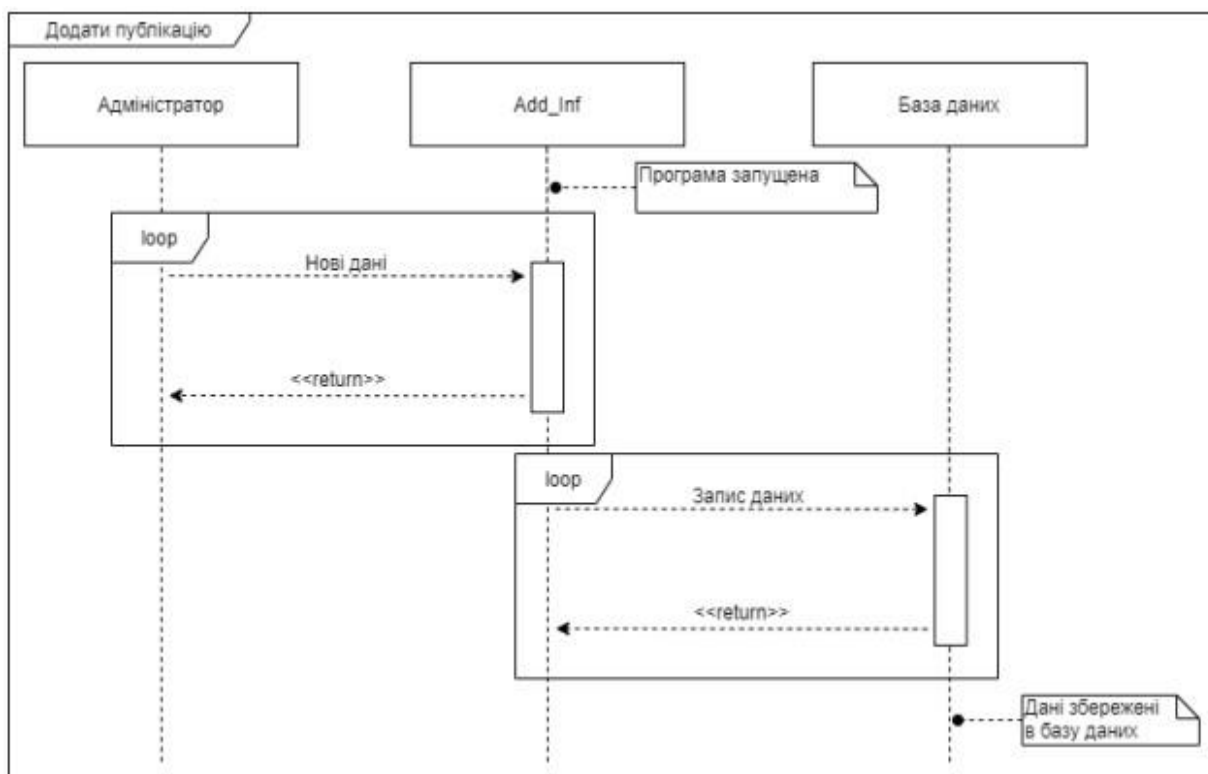 Додати публікацію
Адміністратор
Add_Inf
База даних
Програма запущена
loop
Нові дані
<<return>>
loop
Запис даних
<<return>>
Дані збережені
в базу даних